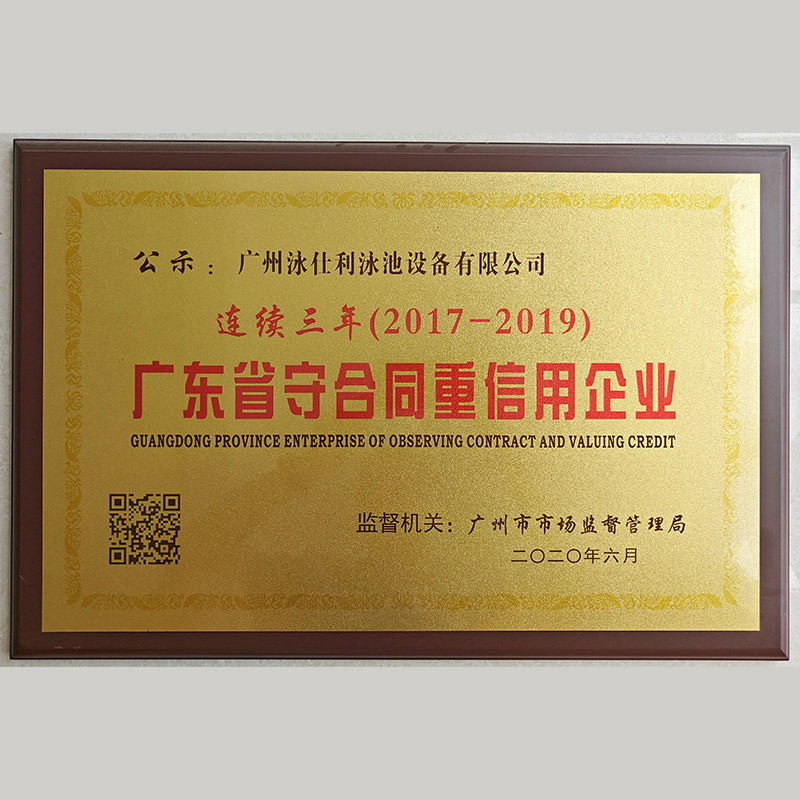 公示：广州泳仕利泳池设备有限公司
连续三年(2017-2019)
广东省守合同重信用企业
GUANGDONG PROVINCE ENTERPRISE OF OBSERVING CONTRACT AND VALUING CREDIT
监督机关：广州市市场监督管理局
二〇二〇年六月